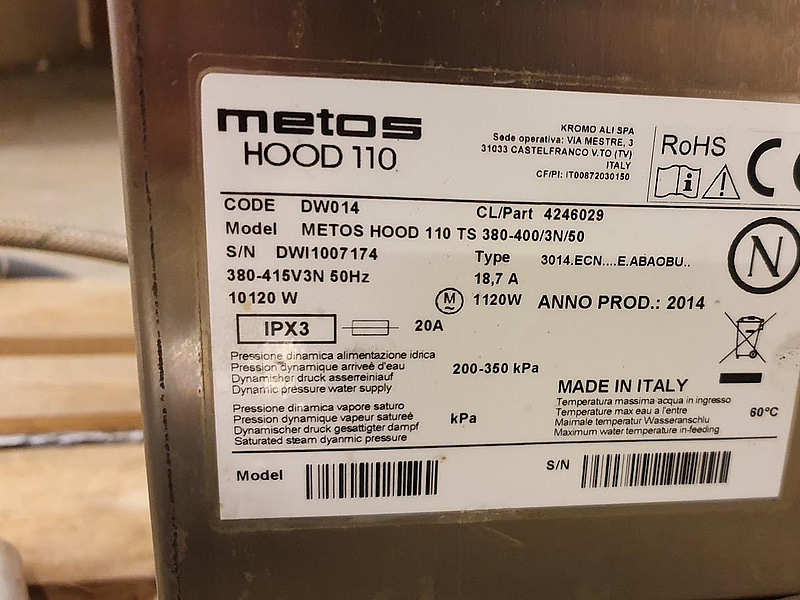 metos
HOOD 110
KROMO ALI SPA
Sede operativa: VIA MESTRE, 3
31033 CASTELFRANCO V.TO (TV)
ITALY
CF/PI: IT00872030150
RoHS
CE
CODE DW014
CL/Part 4246029
Model METOS HOOD 110 TS 380-400/3N/50
S/N DWI1007174
Type 3014.ECN....E.ABAOBU..
380-415V3N 50Hz
18,7 A
10120 W
M 1120W
ANNO PROD.: 2014
N
IPX3
20A
Pressione dinamica alimentazione idrica
Pression dynamique arriveé d'eau
Dynamisher druck asserreiniauf
Dynamic pressure water supply
200-350 kPa
MADE IN ITALY
Pressione dinamica vapore saturo
Pression dynamique vapeur satureé
Dynamischer druck gesattigter dampf
Saturated steam dyanmic pressure
kPa
Temperatura massima acqua in ingresso
Temperature max eau a l'entre
Maimale temperatur Wasseranschlu
Maximum water temperature in-feeding
60°C
Model
S/N